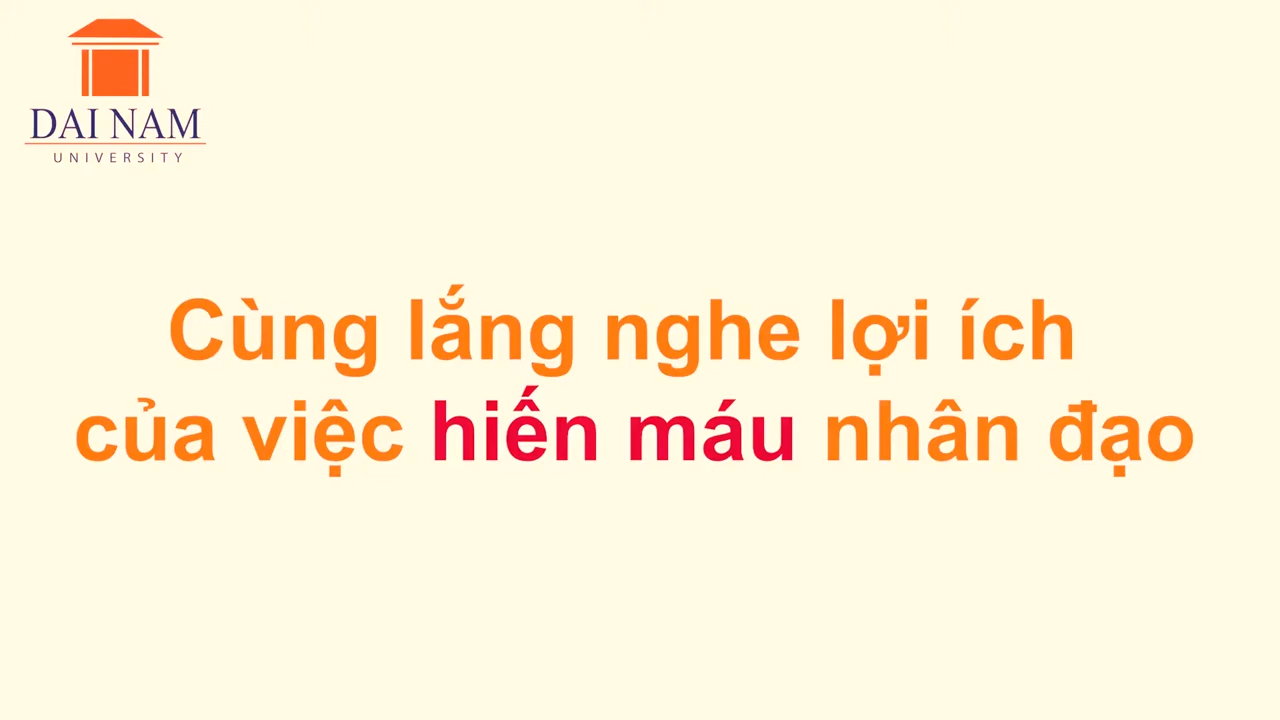 DAI NAM
UNIVERSITY
Cùng lắng nghe lợi ích
của việc hiến máu nhân đạo